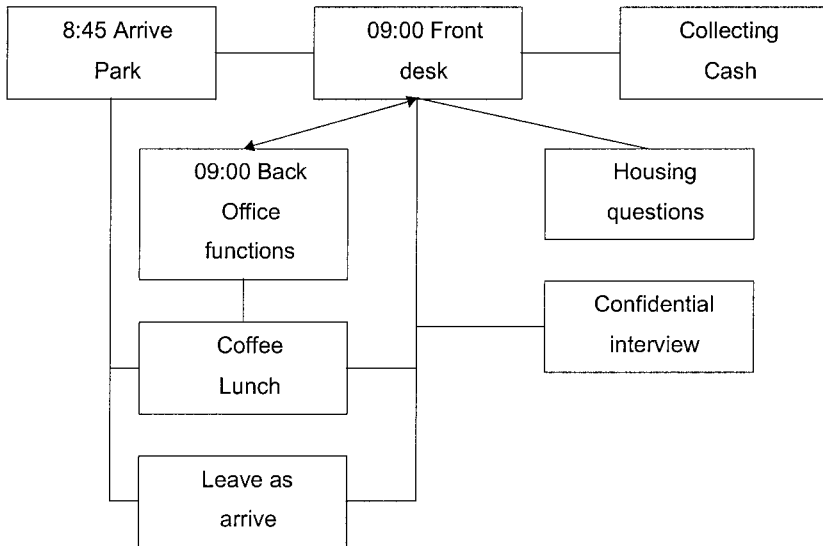 8:45 Arrive
Park
09:00 Front
desk
Collecting
Cash
09:00 Back
Office
functions
Housing
questions
Coffee
Lunch
Confidential
interview
Leave as
arrive